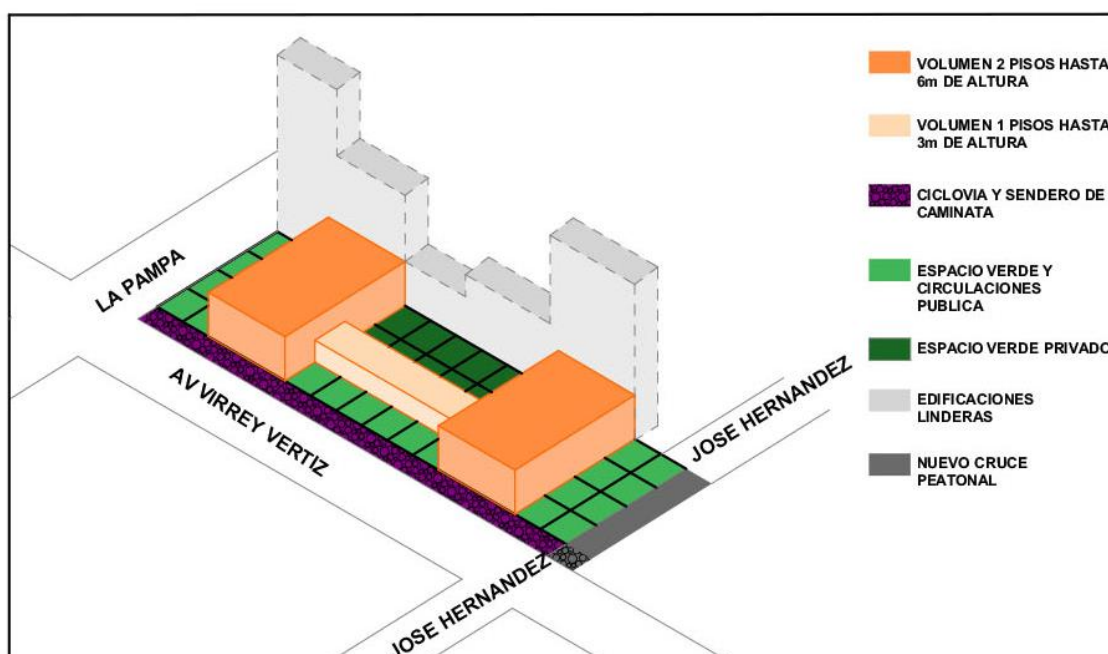 VOLUMEN 2 PISOS HASTA
6m DE ALTURA
VOLUMEN 1 PISOS HASTA
3m DE ALTURA
CICLOVIA Y SENDERO DE
CAMINATA
ESPACIO VERDE Y
CIRCULACIONES
PUBLICA
ESPACIO VERDE PRIVADO
EDIFICACIONES
LINDERAS
NUEVO CRUCE
PEATONAL
LA PAMPA
AV VIRREY VERTIZ
JOSE HERNANDEZ
JOSE HERNANDEZ